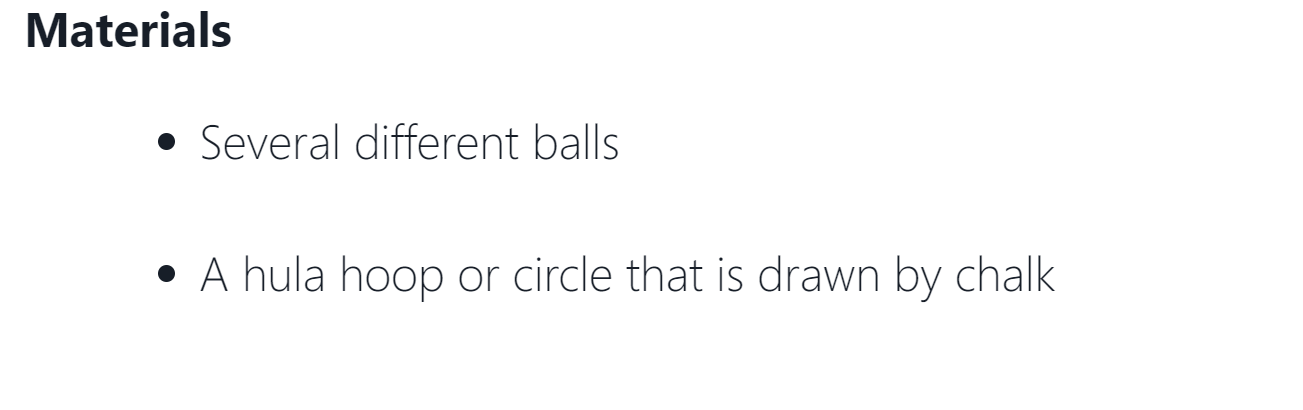 Materials
• Several different balls
• A hula hoop or circle that is drawn by chalk